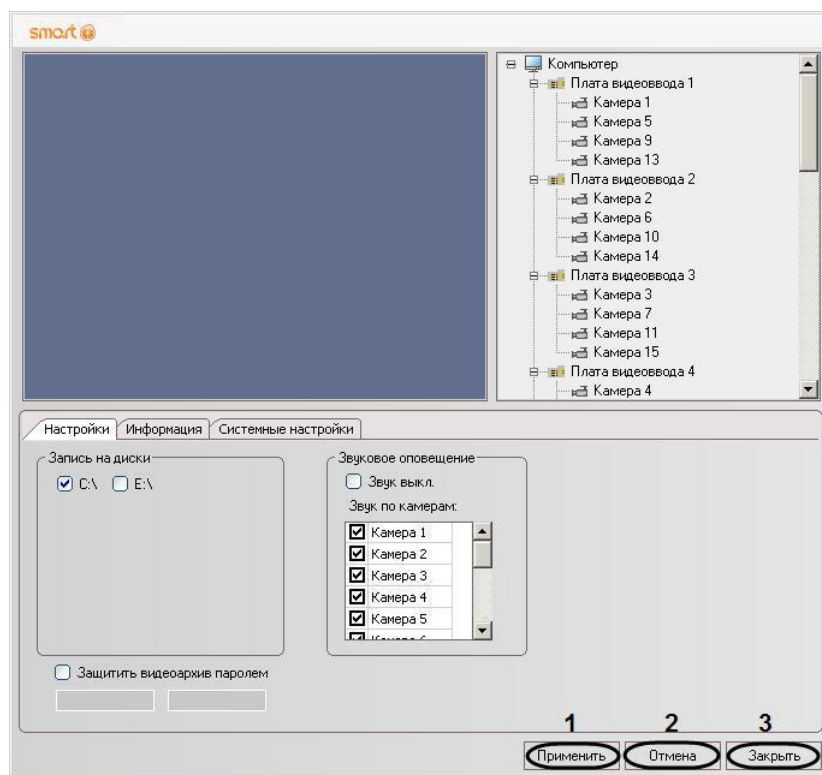 smart
Компьютер
Плата видеоввода 1
Камера 1
Камера 5
Камера 9
Камера 13
Плата видеоввода 2
Камера 2
Камера 6
Камера 10
Камера 14
Плата видеоввода 3
Камера 3
Камера 7
Камера 11
Камера 15
Плата видеоввода 4
Камера 4
Настройки Информация Системные настройки
Запись на диски
C:\ E:\
Звуковое оповещение
Звук выкл.
Звук по камерам:
Камера 1
Камера 2
Камера 3
Камера 4
Камера 5
Защитить видеоархив паролем
1 2 3
Применить Отмена Закрыть